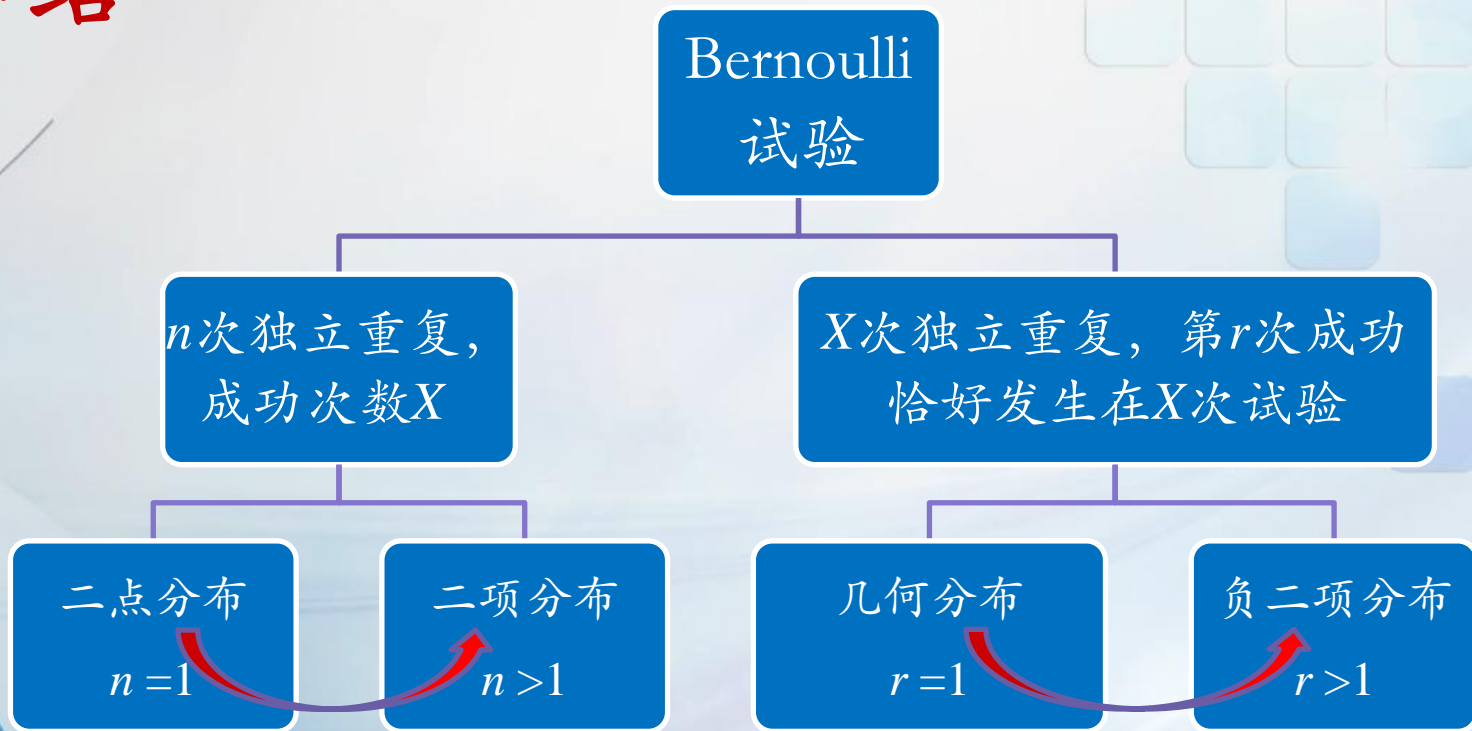 Bernoulli
试验
n次独立重复，
成功次数X
X次独立重复，第r次成功
恰好发生在X次试验
二点分布
n =1
二项分布
n >1
几何分布
r =1
负二项分布
r >1